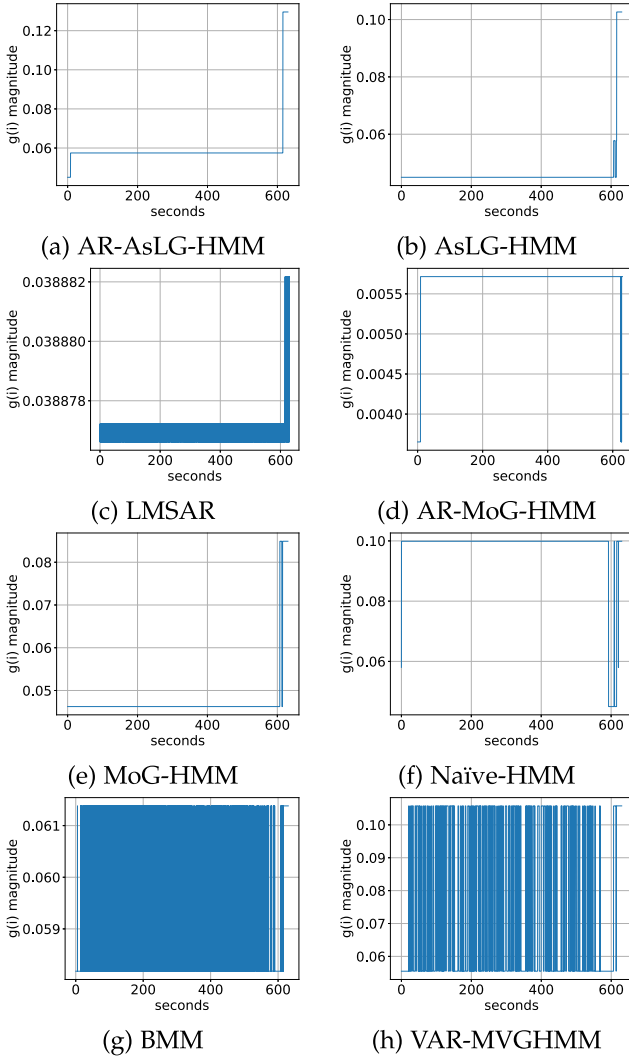 g(i) magnitude
0.12
0.10
0.08
0.06
0 200 400 600
seconds
(a) AR-AsLG-HMM
g(i) magnitude
0.10
0.08
0.06
0 200 400 600
seconds
(b) AsLG-HMM
g(i) magnitude
0.038882
0.038880
0.038878
0 200 400 600
seconds
(c) LMSAR
g(i) magnitude
0.0055
0.0050
0.0045
0.0040
0 200 400 600
seconds
(d) AR-MoG-HMM
g(i) magnitude
0.08
0.07
0.06
0.05
0 200 400 600
seconds
(e) MoG-HMM
g(i) magnitude
0.10
0.08
0.06
0 200 400 600
seconds
(f) Naïve-HMM
g(i) magnitude
0.061
0.060
0.059
0 200 400 600
seconds
(g) BMM
g(i) magnitude
0.10
0.09
0.08
0.07
0.06
0 200 400 600
seconds
(h) VAR-MVGHMM